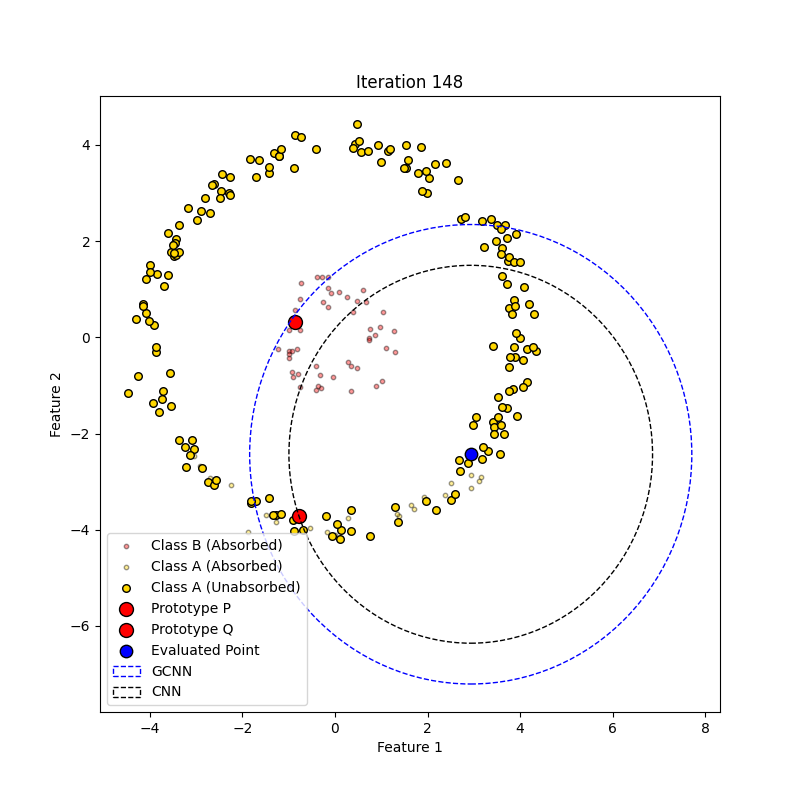 Iteration 148
Feature 2
4
2
0
−2
−4
−6
Class B (Absorbed)
Class A (Absorbed)
Class A (Unabsorbed)
Prototype P
Prototype Q
Evaluated Point
GCNN
CNN
−4 −2 0 2 4 6 8
Feature 1